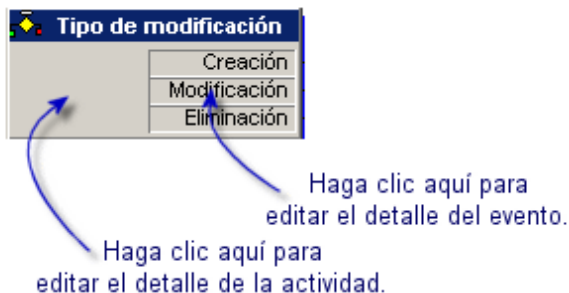 Tipo de modificación
Creación
Modificación
Eliminación
Haga clic aquí para
editar el detalle del evento.
Haga clic aquí para
editar el detalle de la actividad.